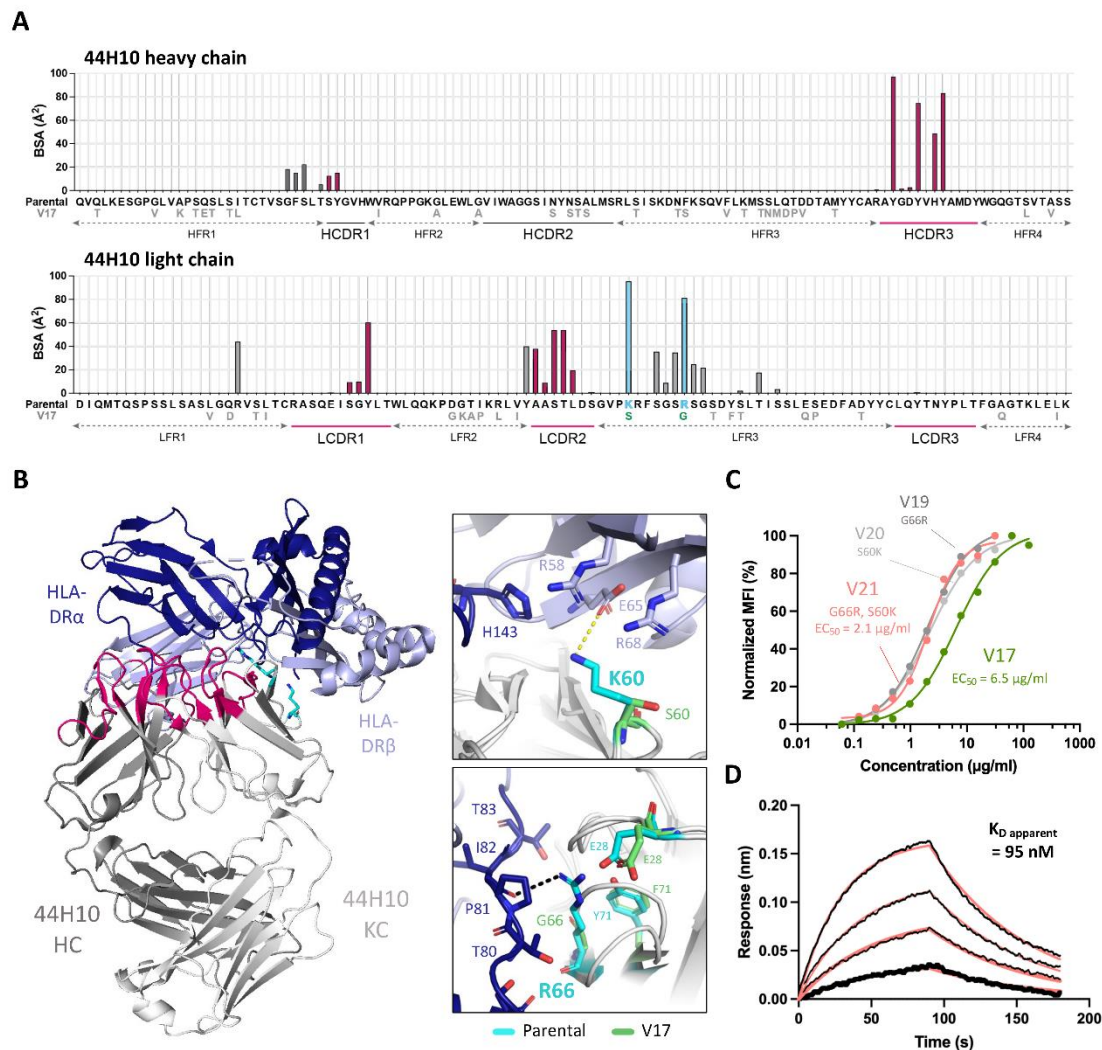 A
44H10 heavy chain
BSA (Å²)
100
80
60
40
20
0
Parental QVQLKESGPGLVAPSQSLSITCTVSGFSLTSYGVHWVRQPPGKGLEWLGVIWAGGSINYNSALMSRLSISKDNFKSQVFLKMSSLQTDDTAMYYCARAYGDYVHYAMDYWGQGTSVTASS
V17 T V K TET TL I A A S STS T S V T STNMDPV V L V
HFR1 HCDR1 HFR2 HCDR2 HFR3 HCDR3 HFR4
44H10 light chain
BSA (Å²)
100
80
60
40
20
0
Parental DIQMTQSPSSLSASLGQRVSLTCRASQEISGYLTWLQQKPDGTIKRLVYAASTLDSGVPKRFSGSRSGSDYSLTISSLESEDFADYYCLQYTNYPLTFGAGTKLELK
V17 V D T I GKAP L I S G T F T QP T Q I
LFR1 LCDR1 LFR2 LCDR2 LFR3 LCDR3 LFR4
B
HLA-
DRα
HLA-
DRβ
44H10
HC
44H10
KC
R58
E65
H143
R68
K60
S60
T83
I82
E28
E28
P81
F71
G66
Y71
T80
R66
Parental V17
C
Normalized MFI (%)
100
80
60
40
20
0
V19
G66R
V20
S60K
V21
G66R, S60K
EC50 = 2.1 µg/ml
V17
EC50 = 6.5 µg/ml
0.01 0.1 1 10 100 1000
Concentration (µg/ml)
D
Response (nm)
0.20
0.15
0.10
0.05
0.00
KD apparent
= 95 nM
0 50 100 150 200
Time (s)